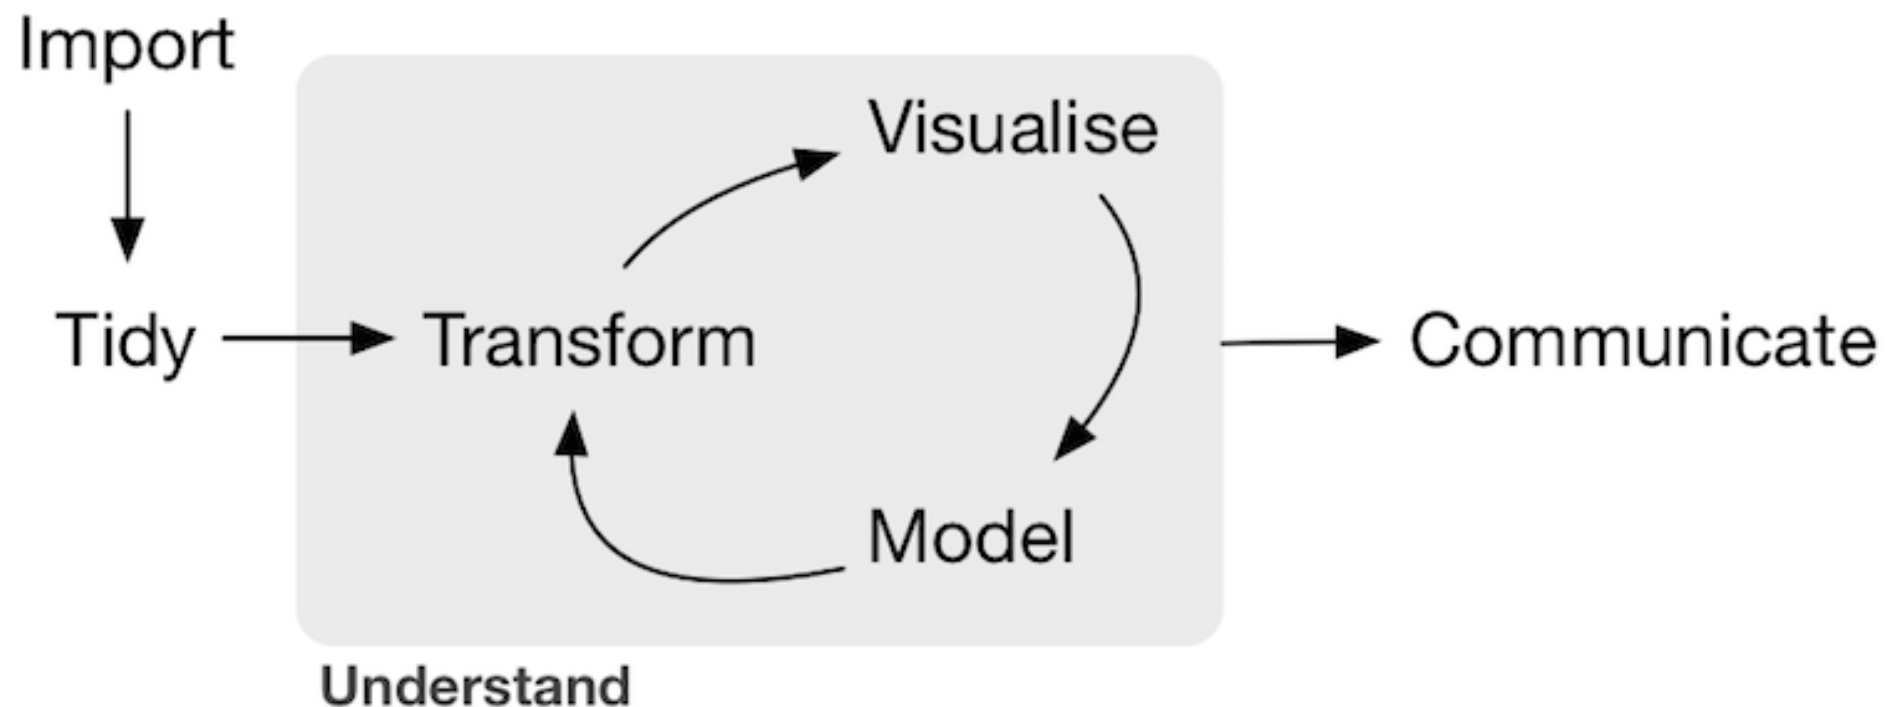 Import
Visualise
Tidy
Transform
Communicate
Model
Understand